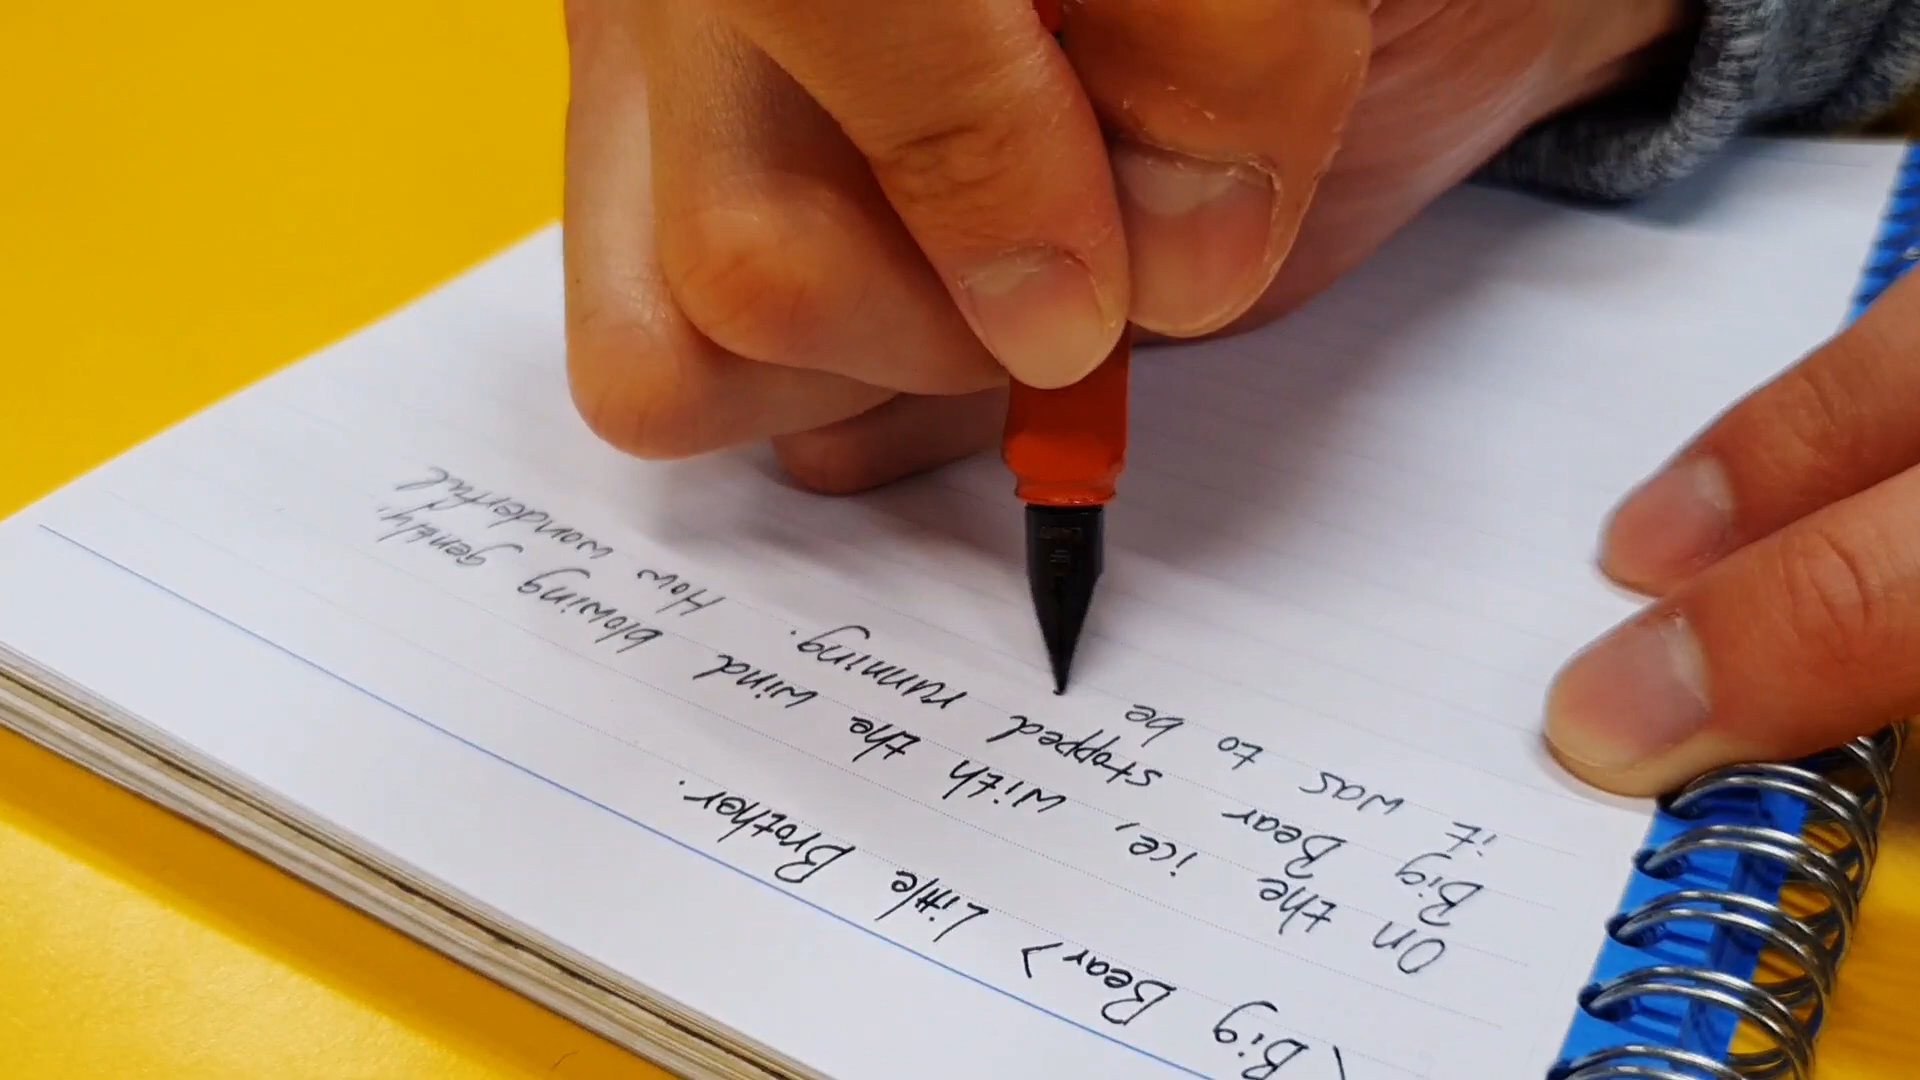 <Big Bear> Little Brother.
On the ice, with the wind blowing gently,
Big Bear stopped running. How wonderful
it was to be